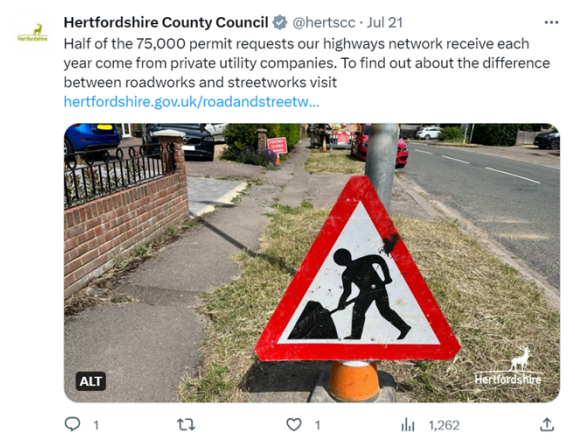 Hertfordshire County Council @hertscc · Jul 21
Half of the 75,000 permit requests our highways network receive each
year come from private utility companies. To find out about the difference
between roadworks and streetworks visit
hertfordshire.gov.uk/roadandstreetw...
ALT
Hertfordshire
1
1
1,262